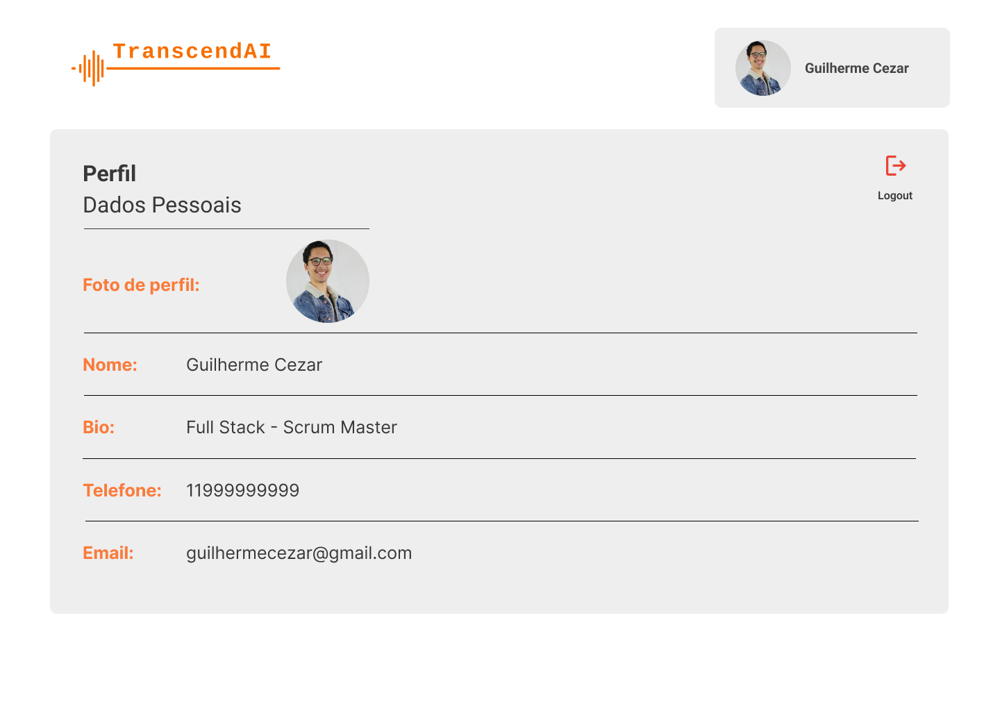 TranscendAI
Guilherme Cezar
Perfil
Logout
Dados Pessoais
Foto de perfil:
Nome: Guilherme Cezar
Bio: Full Stack - Scrum Master
Telefone: 11999999999
Email: guilhermecezar@gmail.com